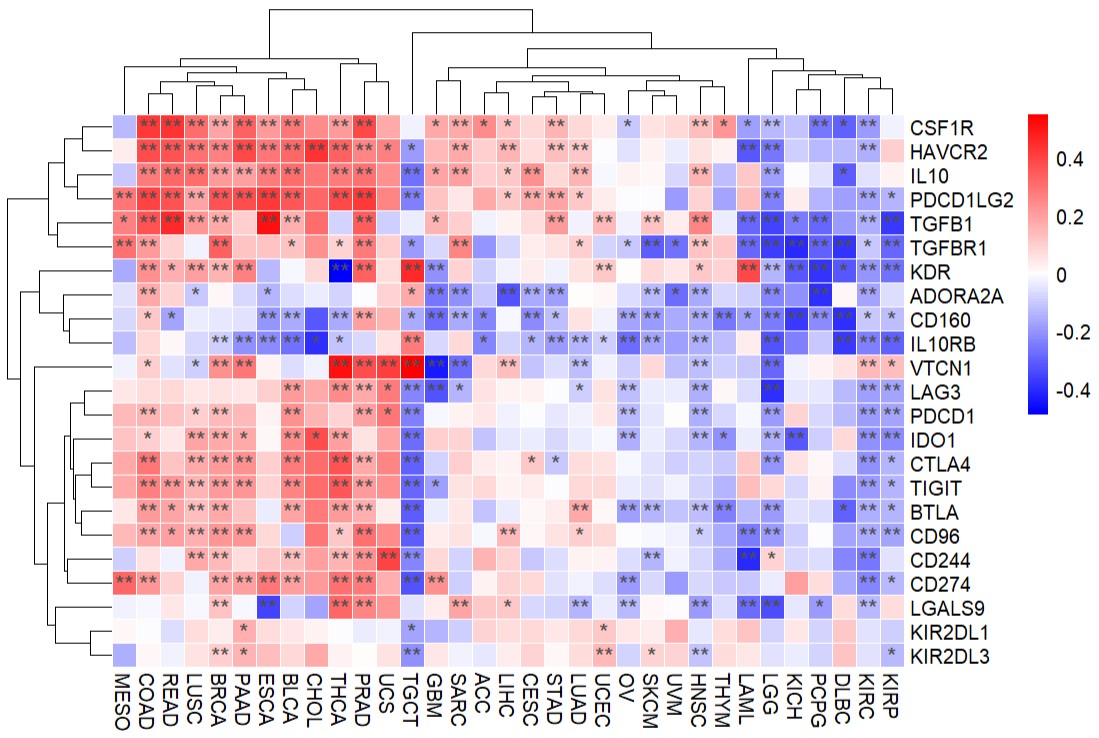 CSF1R
HAVCR2
IL10
PDCD1LG2
TGFB1
TGFBR1
KDR
ADORA2A
CD160
IL10RB
VTCN1
LAG3
PDCD1
IDO1
CTLA4
TIGIT
BTLA
CD96
CD244
CD274
LGALS9
KIR2DL1
KIR2DL3
MESO COAD READ LUSC BRCA PAAD ESCA BLCA CHOL THCA PRAD UCS TGCT GBM SARC ACC LIHC CESC STAD LUAD UCEC OV SKCM UVM HNSC THYM LAML LGG KICH PCPG DLBC KIRC KIRP
0.4
0.2
0
-0.2
-0.4